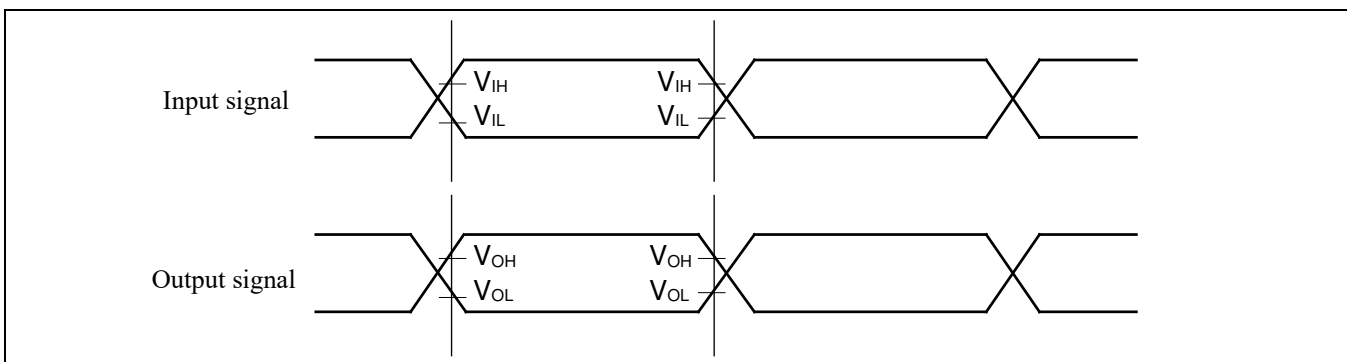 Input signal
VIH VIH
VIL VIL
Output signal
VOH VOH
VOL VOL